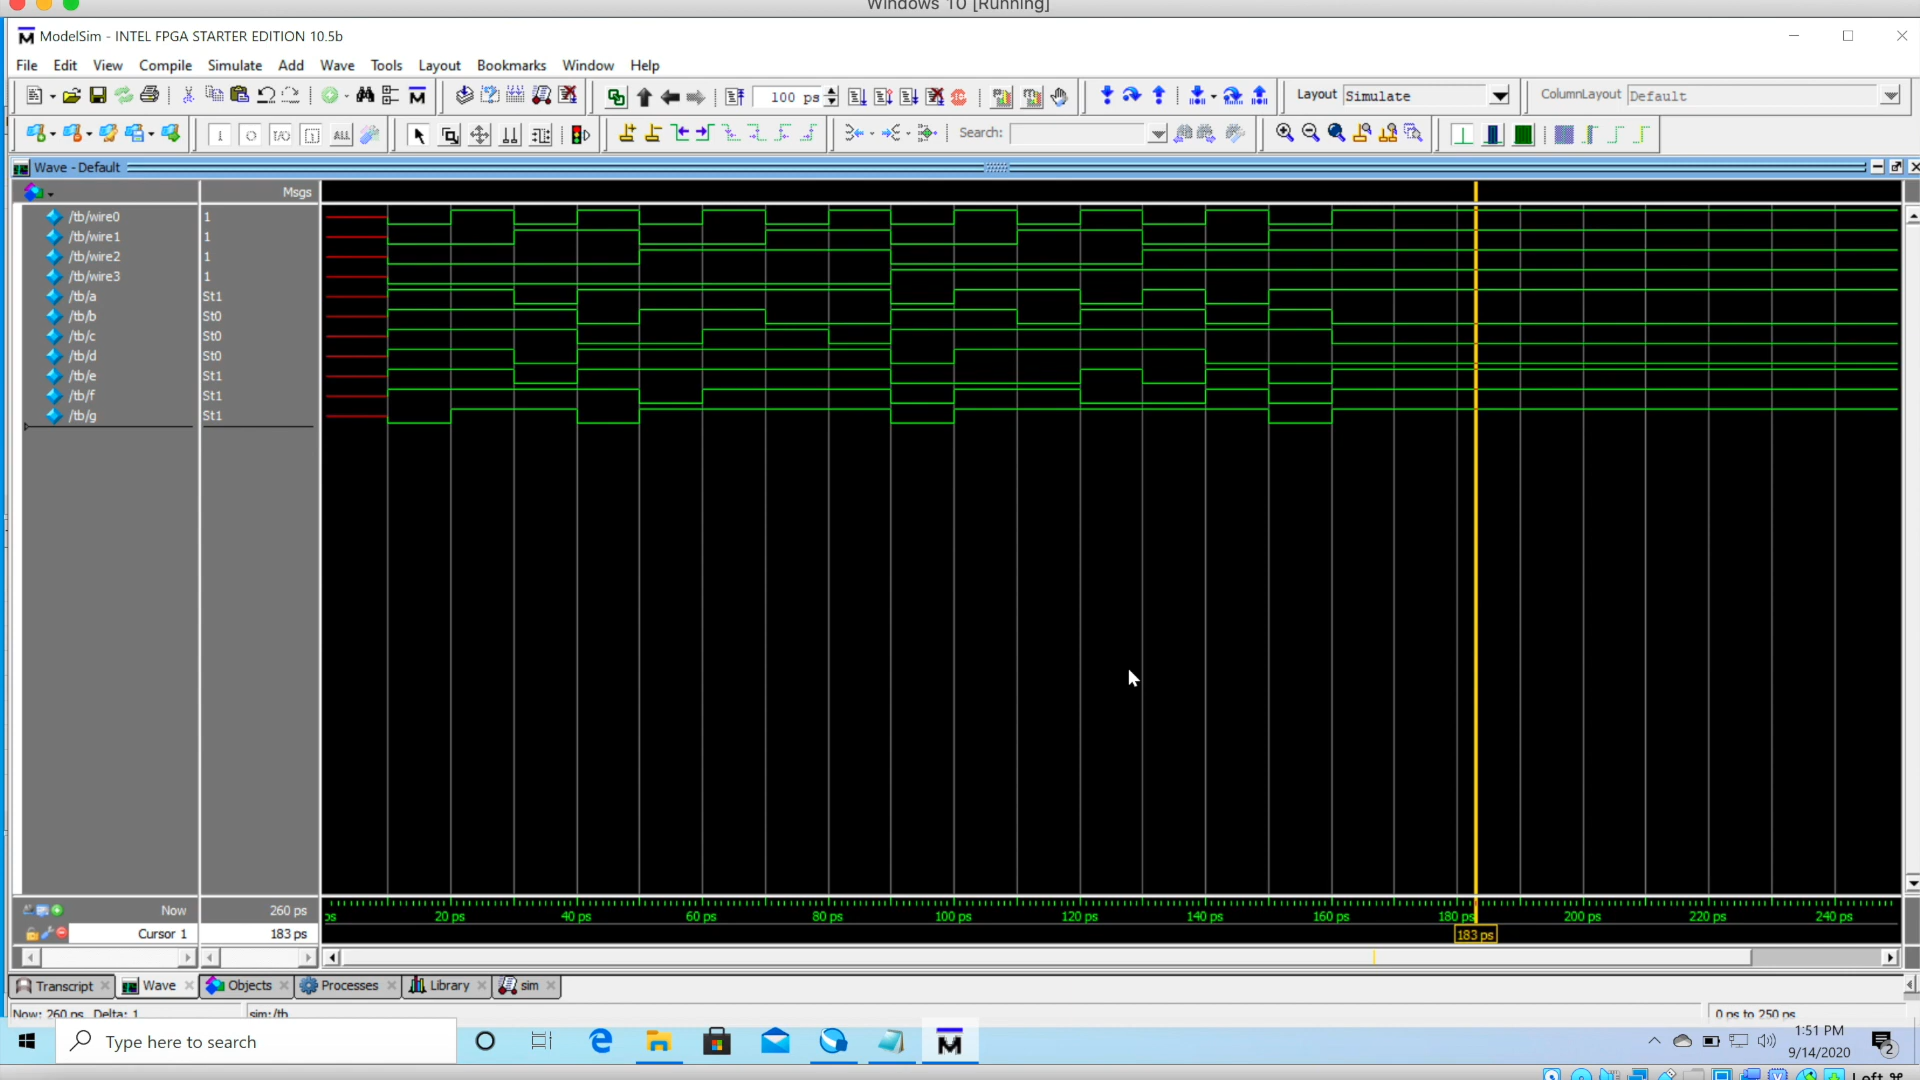 Windows 10 [Running]
ModelSim - INTEL FPGA STARTER EDITION 10.5b
File Edit View Compile Simulate Add Wave Tools Layout Bookmarks Window Help
100 ps Layout Simulate ColumnLayout Default
ALL Search:
Wave - Default
Msgs
/tb/wire0 1
/tb/wire1 1
/tb/wire2 1
/tb/wire3 1
/tb/a St1
/tb/b St0
/tb/c St0
/tb/d St0
/tb/e St1
/tb/f St1
/tb/g St1
Now 260 ps ps 20 ps 40 ps 60 ps 80 ps 100 ps 120 ps 140 ps 160 ps 180 ps 200 ps 220 ps 240 ps
Cursor 1 183 ps 183 ps
Transcript Wave Objects Processes Library sim
Now: 260 ps Delta: 1 sim:/tb 0 ps to 250 ps
Type here to search
1:51 PM
9/14/2020
2
Left ⌘